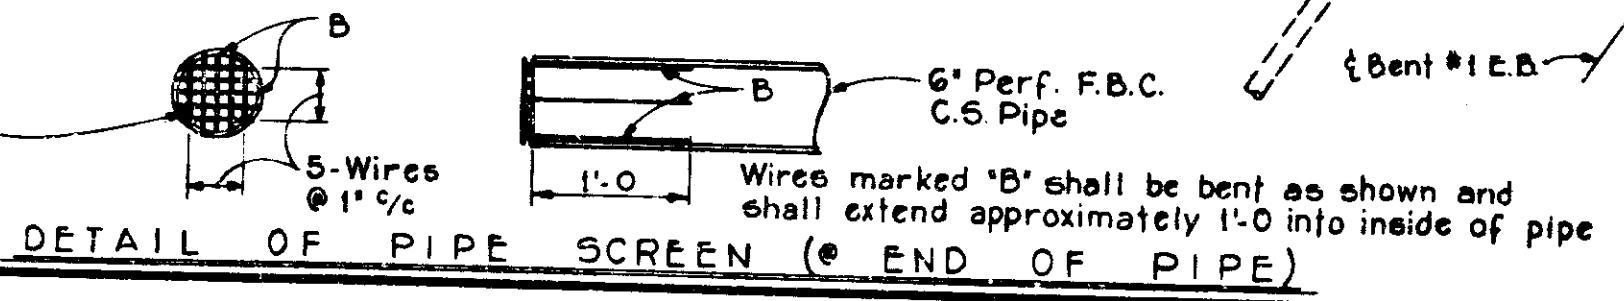 B
5-Wires
@ 1" c/c
B
1'-0
6" Perf. F.B.C.
C.S. Pipe
℄ Bent #1 E.B.
Wires marked "B" shall be bent as shown and
shall extend approximately 1'-0 into inside of pipe
DETAIL OF PIPE SCREEN (@ END OF PIPE)